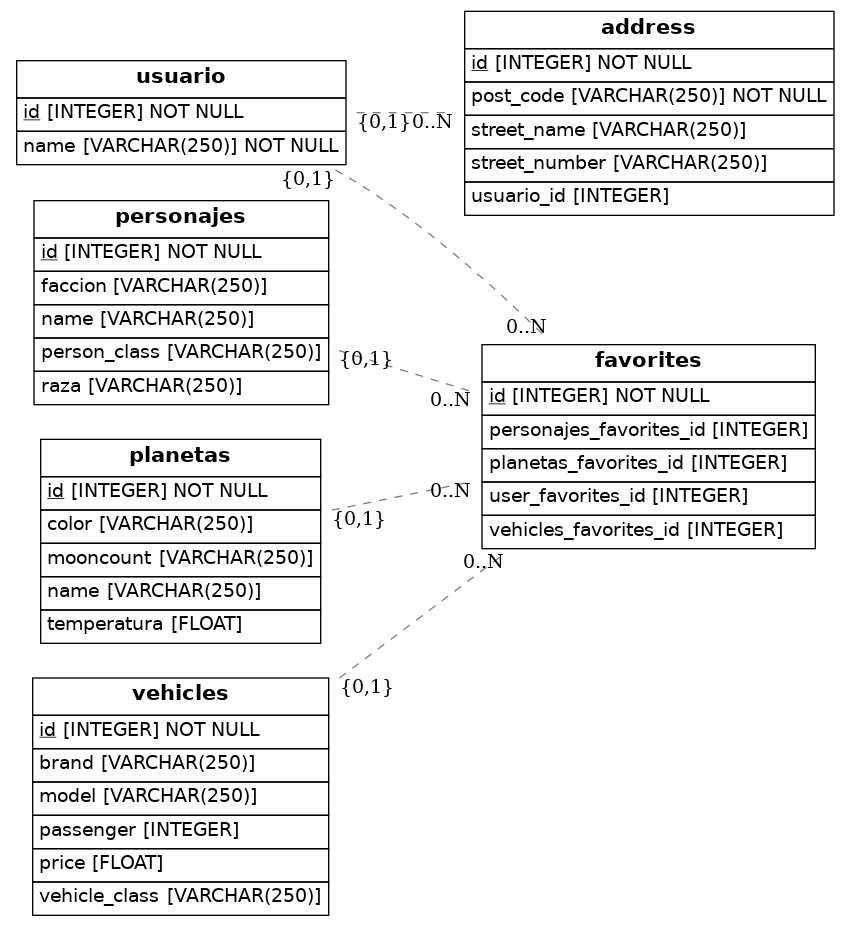 usuario
id [INTEGER] NOT NULL
name [VARCHAR(250)] NOT NULL
address
id [INTEGER] NOT NULL
post_code [VARCHAR(250)] NOT NULL
street_name [VARCHAR(250)]
street_number [VARCHAR(250)]
usuario_id [INTEGER]
{0,1}
0..N
{0,1}
0..N
personajes
id [INTEGER] NOT NULL
faccion [VARCHAR(250)]
name [VARCHAR(250)]
person_class [VARCHAR(250)]
raza [VARCHAR(250)]
{0,1}
0..N
favorites
id [INTEGER] NOT NULL
personajes_favorites_id [INTEGER]
planetas_favorites_id [INTEGER]
user_favorites_id [INTEGER]
vehicles_favorites_id [INTEGER]
planetas
id [INTEGER] NOT NULL
color [VARCHAR(250)]
mooncount [VARCHAR(250)]
name [VARCHAR(250)]
temperatura [FLOAT]
0..N
{0,1}
0..N
{0,1}
vehicles
id [INTEGER] NOT NULL
brand [VARCHAR(250)]
model [VARCHAR(250)]
passenger [INTEGER]
price [FLOAT]
vehicle_class [VARCHAR(250)]